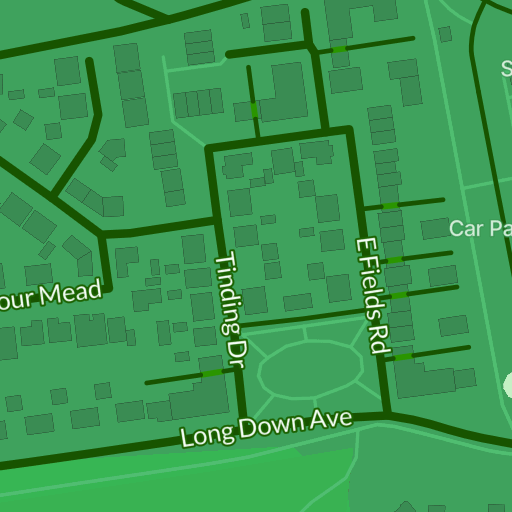 S
Car Pa
E Fields Rd
Tinding Dr
our Mead
Long Down Ave